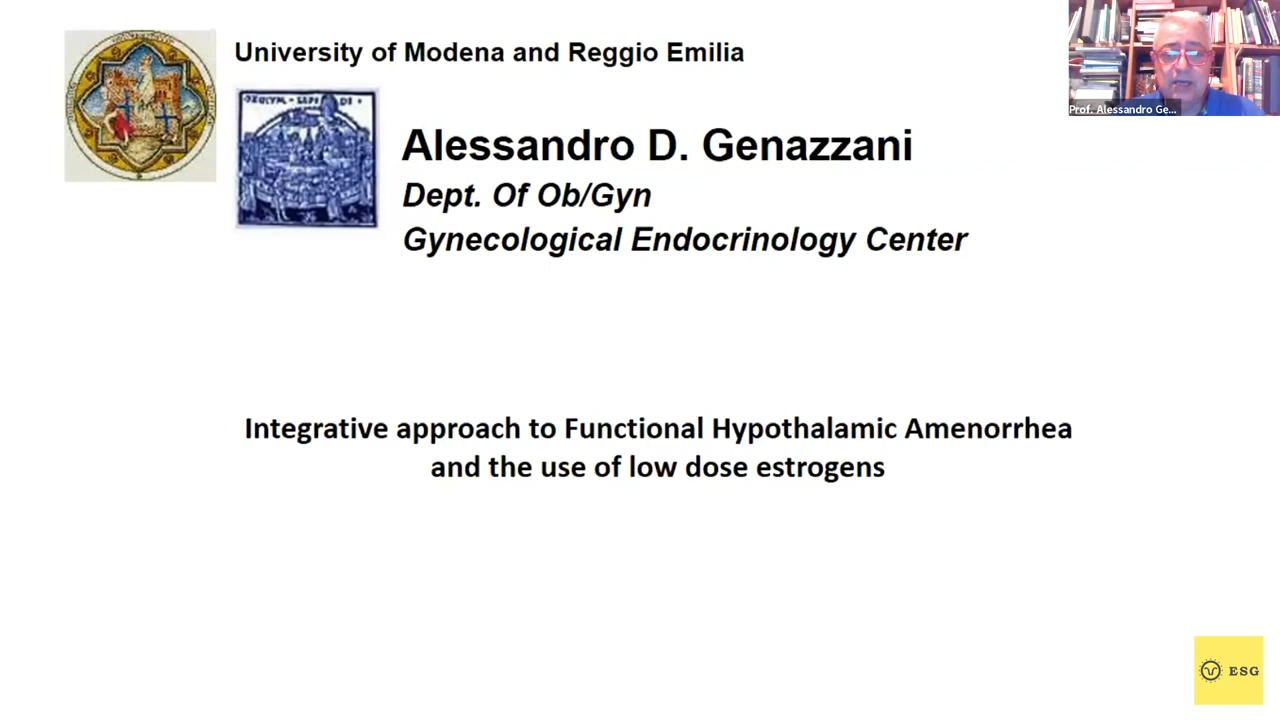 University of Modena and Reggio Emilia
Alessandro D. Genazzani
Dept. Of Ob/Gyn
Gynecological Endocrinology Center
Prof. Alessandro Ge...
Integrative approach to Functional Hypothalamic Amenorrhea
and the use of low dose estrogens
ESG